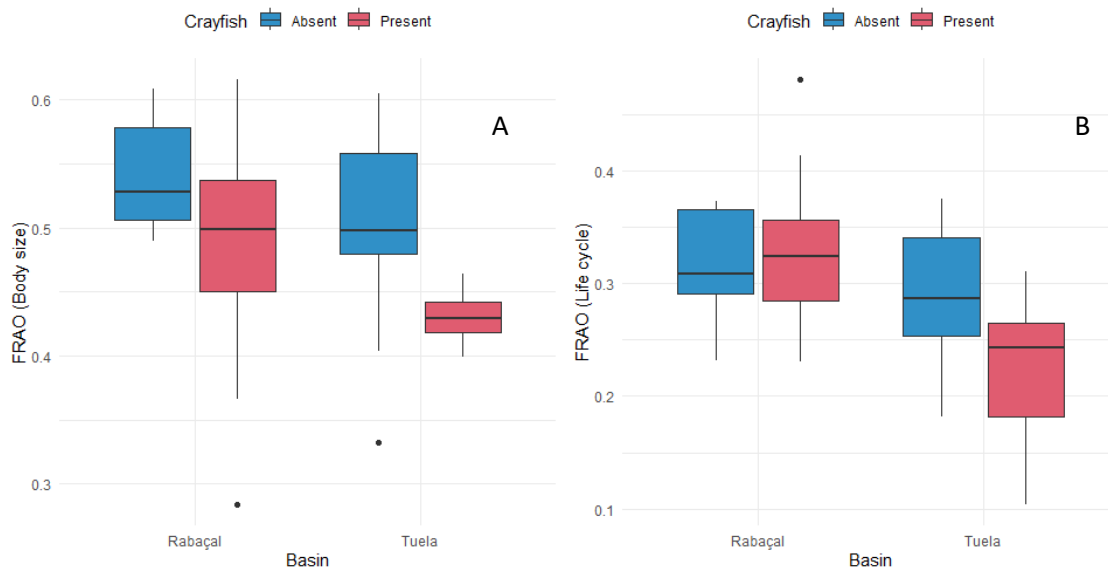 Crayfish Absent Present
A
FRAO (Body size)
0.6
0.5
0.4
0.3
Rabaçal Tuela
Basin
Crayfish Absent Present
B
FRAO (Life cycle)
0.4
0.3
0.2
0.1
Rabaçal Tuela
Basin